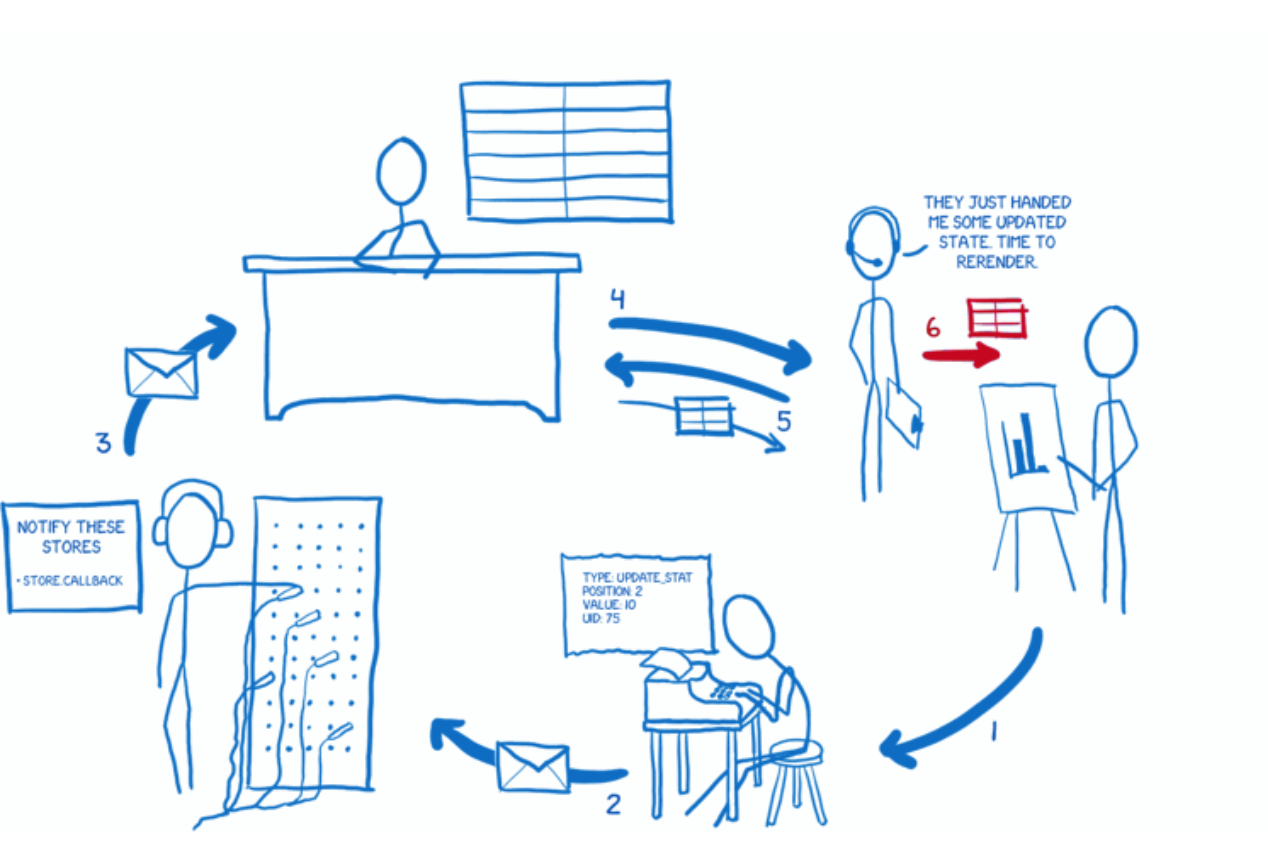 THEY JUST HANDED
ME SOME UPDATED
STATE. TIME TO
RERENDER.
4
6
3
5
NOTIFY THESE
STORES
• STORE.CALLBACK
TYPE: UPDATE_STAT
POSITION: 2
VALUE: 10
UID: 75
1
2